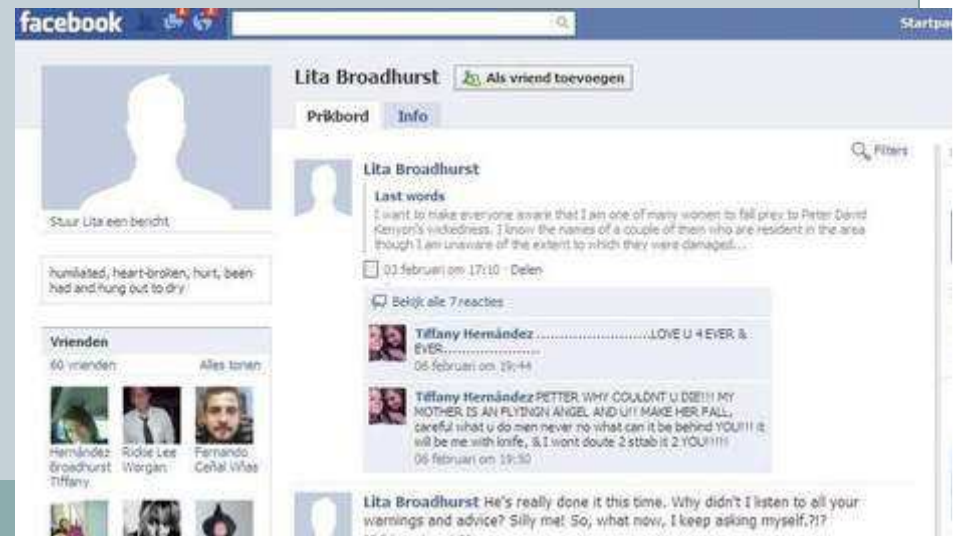 facebook
Startpa
Lita Broadhurst
Als vriend toevoegen
Prikbord Info
Filters
Lita Broadhurst
Last words
I want to make everyone aware that I am one of many women to fall prey to Peter David
Kenyon's wickedness. I know the names of a couple of them who are resident in the area
though I am unaware of the extent to which they were damaged...
03 februari om 17:10 · Delen
Bekijk alle 7 reacties
Tiffany Hernández ..............................LOVE U 4 EVER &
EVER.......................
06 februari om 19:44
Tiffany Hernández PETTER WHY COULDNT U DIE!!! MY
MOTHER IS AN FLYINGN ANGEL AND U!! MAKE HER FALL,
careful what u do men never no what can it be behind YOU!!!! it
will be me with knife, & I wont doute 2 sttab it 2 YOU!!!!!
06 februari om 19:50
Lita Broadhurst He's really done it this time. Why didn't I listen to all your
warnings and advice? Silly me! So, what now, I keep asking myself.?!?
Stuur Lita een bericht
humliated, heart-broken, hurt, been
had and hung out to dry
Vrienden
60 vrienden Alles tonen
Hernández
Broadhurst
Tiffany
Rickie Lee
Worgan
Fernando
Ceñal Viñas